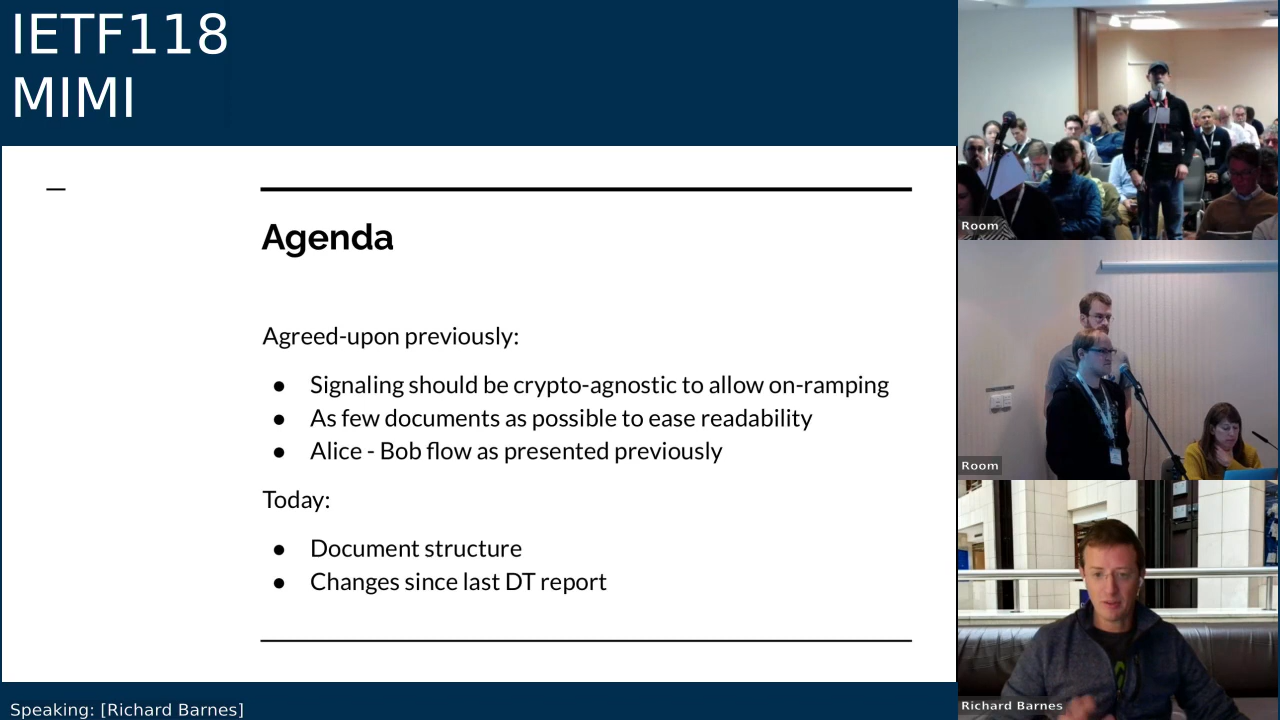 IETF118
MIMI
Agenda
Agreed-upon previously:
● Signaling should be crypto-agnostic to allow on-ramping
● As few documents as possible to ease readability
● Alice - Bob flow as presented previously
Today:
● Document structure
● Changes since last DT report
Room
Room
Richard Barnes
Speaking: [Richard Barnes]